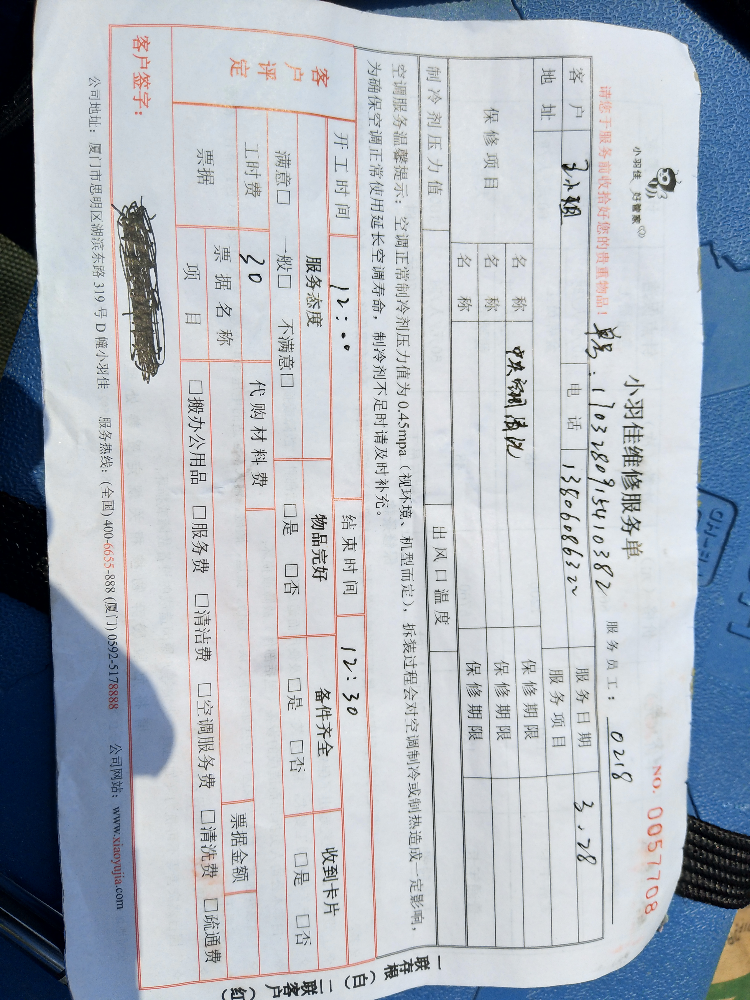 小羽佳 好管家
小羽佳维修服务单
NO. 0057708
单号:170328095410382
服务员工: 0218
请您于服务前收拾好您的贵重物品!
客户 小姐 电话 13806086322 服务日期 3.28
地址 服务项目
保修项目 名称 中央空调清洗 保修期限
名称 保修期限
名称 保修期限
制冷剂压力值 出风口温度
空调服务温馨提示:空调正常制冷剂压力值为0.45mpa(视环境、机型而定),拆装过程会对空调制冷或制热造成一定影响,
为确保空调正常使用延长空调寿命,制冷剂不足时请及时补充。
开工时间 12:00 结束时间 12:30
客户评定 服务态度 物品完好 备件齐全 收到卡片
满意□ 一般□ 不满意□ □是 □否 □是 □否 □是 □否
工时费 30 代购材料费
票据 票据名称 票据金额
项目 □搬办公用品 □服务费 □清洁费 □空调服务费 □清洗费 □疏通费
客户签字:
公司地址:厦门市思明区湖滨东路319号D幢小羽佳 服务热线:(全国)400-6655-888 (厦门)0592-5178888 公司网站:www.xiaoyujia.com
一联存根(白) 二联客户(红)